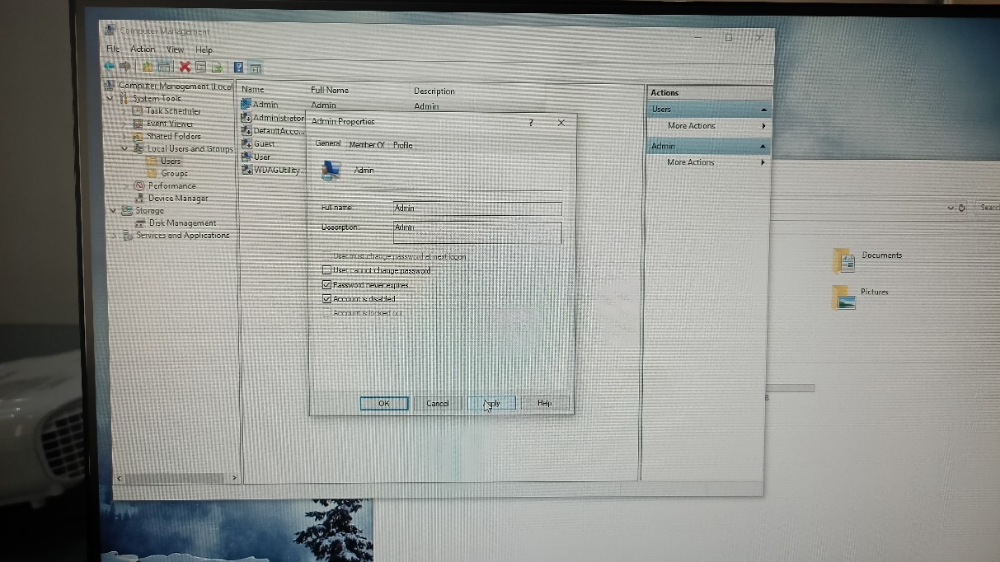 Computer Management
File Action View Help
Computer Management (Local
System Tools
Task Scheduler
Event Viewer
Shared Folders
Local Users and Groups
Users
Groups
Performance
Device Manager
Storage
Disk Management
Services and Applications
Name Full Name Description
Admin Admin Admin
Administrator
DefaultAcco...
Guest
User
WDAGUtility...
Admin Properties
General Member Of Profile
Admin
Full name: Admin
Description: Admin
User must change password at next logon
User cannot change password
Password never expires
Account is disabled
Account is locked out
OK Cancel Apply Help
Actions
Users
More Actions
Admin
More Actions
Documents
Pictures